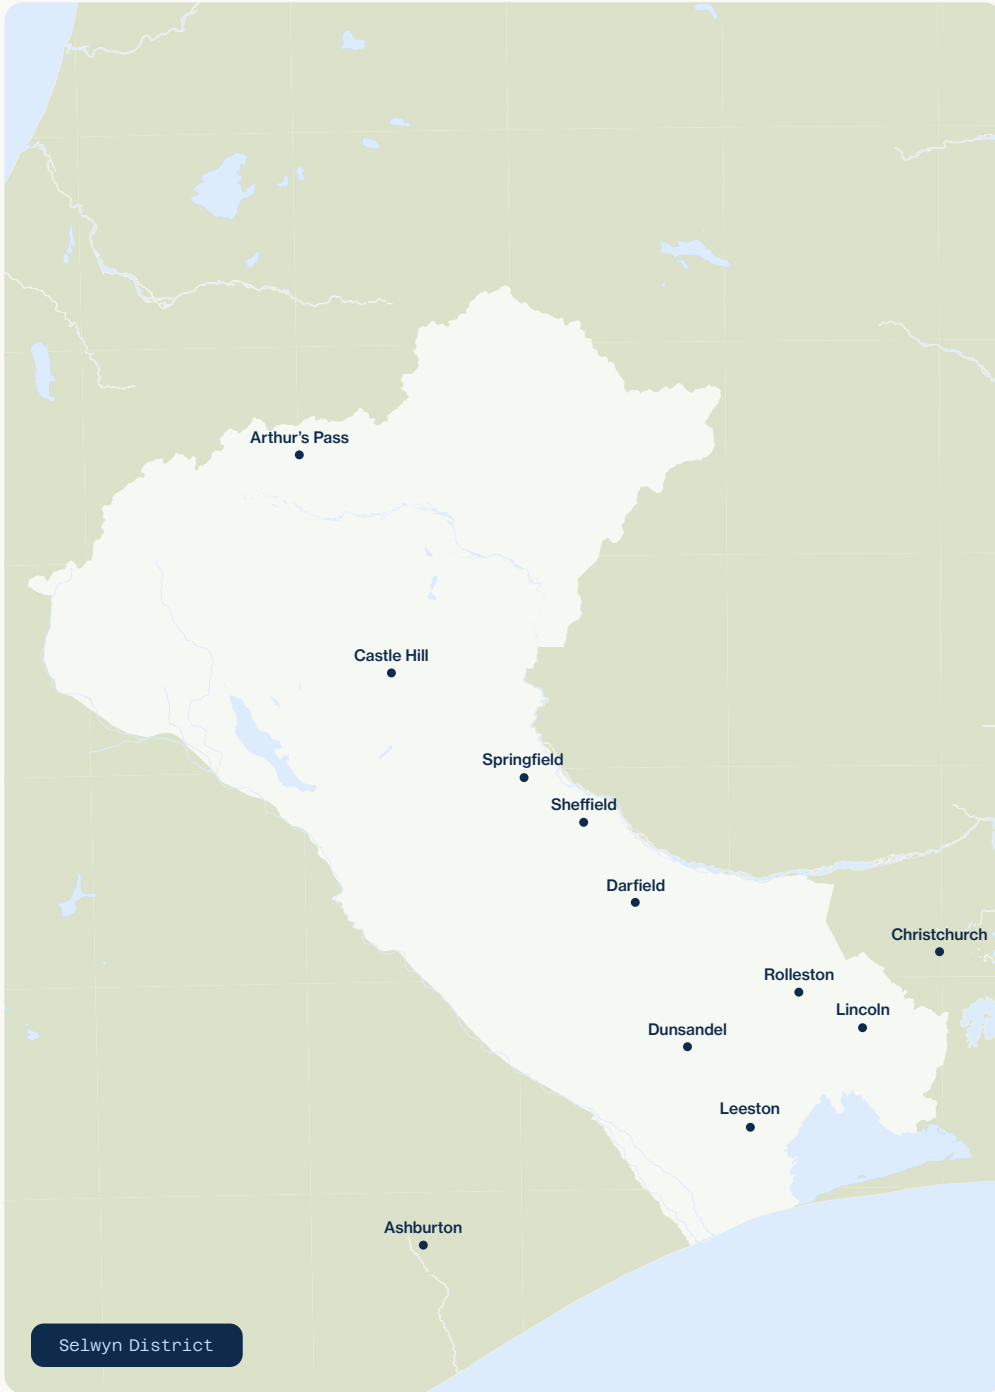 Arthur’s Pass
Castle Hill
Springfield
Sheffield
Darfield
Christchurch
Rolleston
Lincoln
Dunsandel
Leeston
Ashburton
Selwyn District